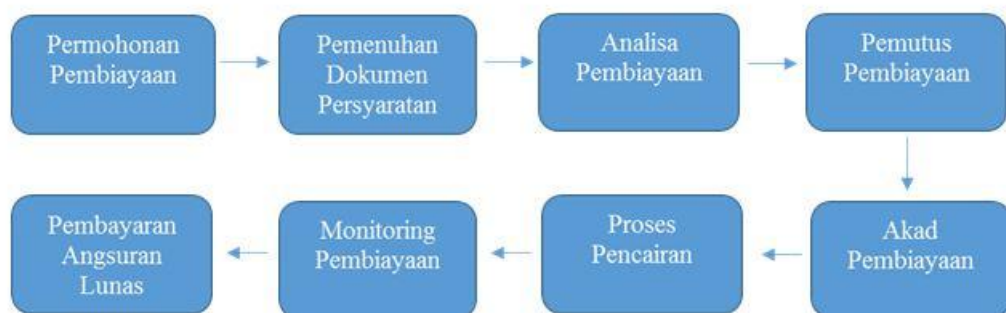 Permohonan
Pembiayaan
Pemenuhan
Dokumen
Persyaratan
Analisa
Pembiayaan
Pemutus
Pembiayaan
Akad
Pembiayaan
Proses
Pencairan
Monitoring
Pembiayaan
Pembayaran
Angsuran
Lunas